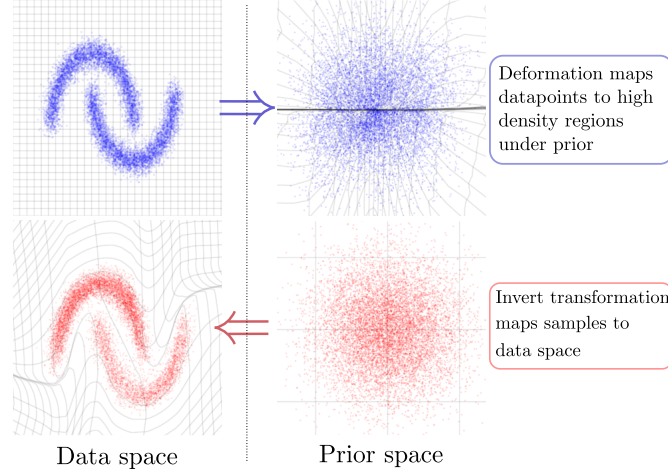 Deformation maps
datapoints to high
density regions
under prior
Invert transformation
maps samples to
data space
Data space
Prior space